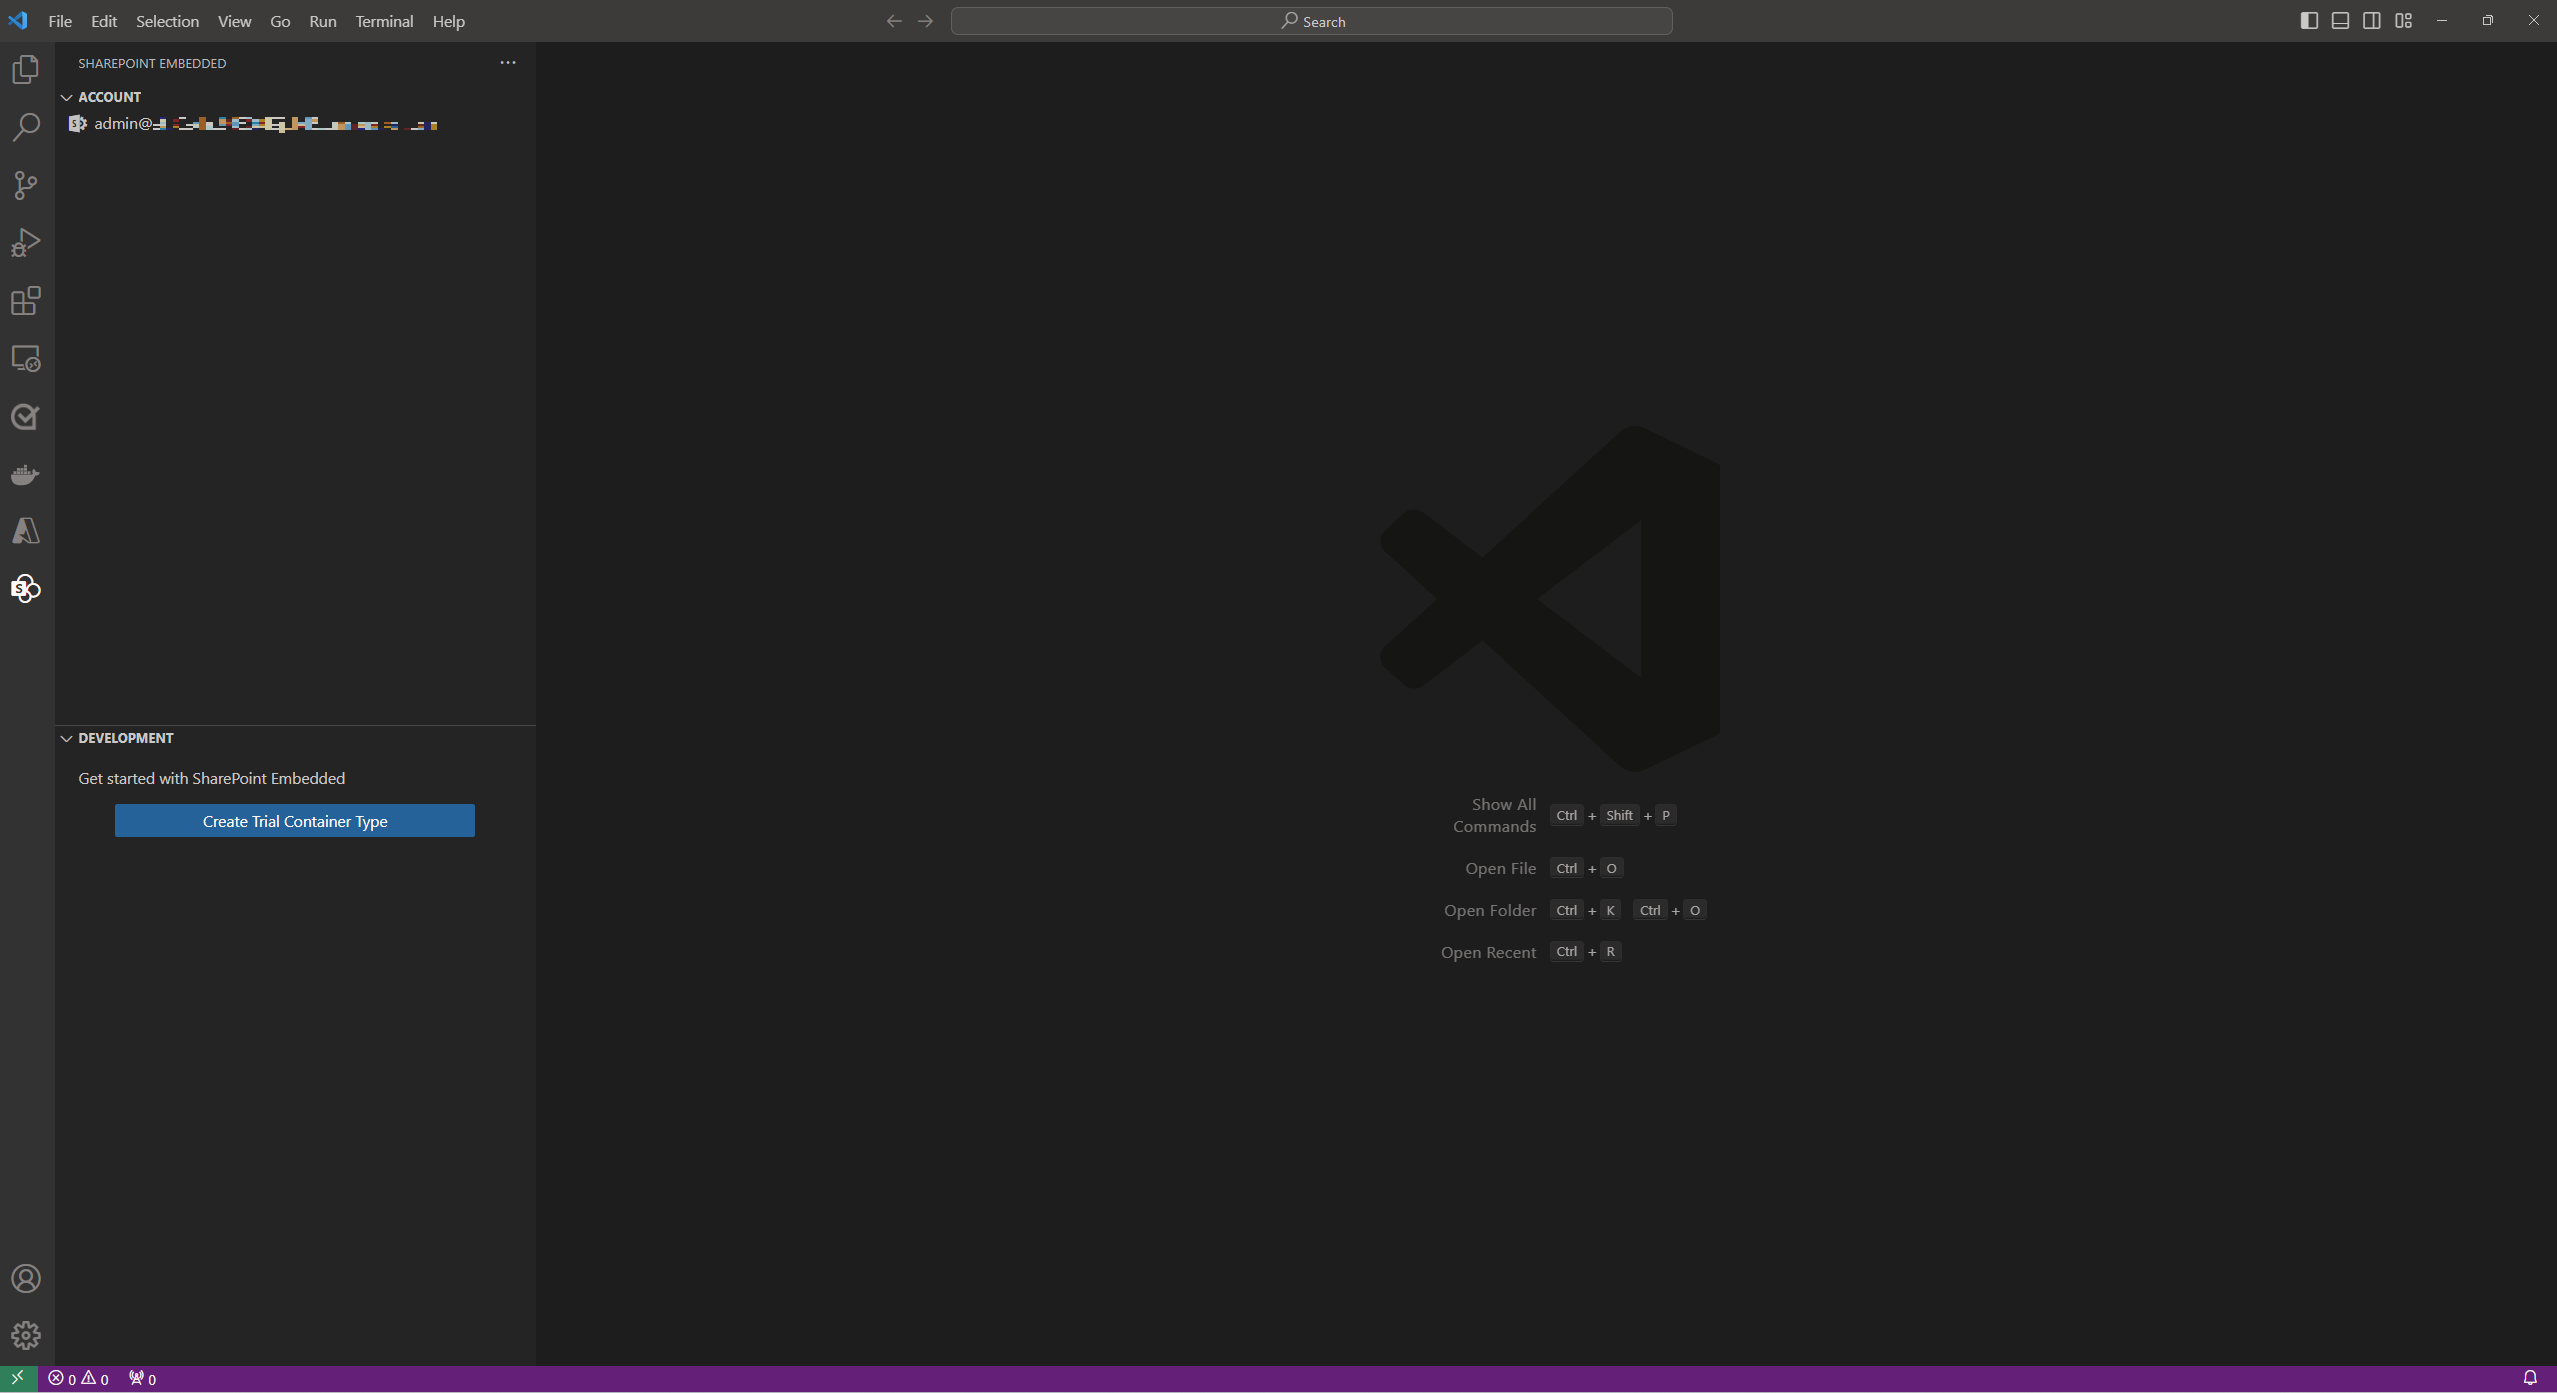 File Edit Selection View Go Run Terminal Help
Search
SHAREPOINT EMBEDDED
ACCOUNT
admin@
DEVELOPMENT
Get started with SharePoint Embedded
Create Trial Container Type
Show All
Commands
Ctrl + Shift + P
Open File Ctrl + O
Open Folder Ctrl + K Ctrl + O
Open Recent Ctrl + R
0 0 0